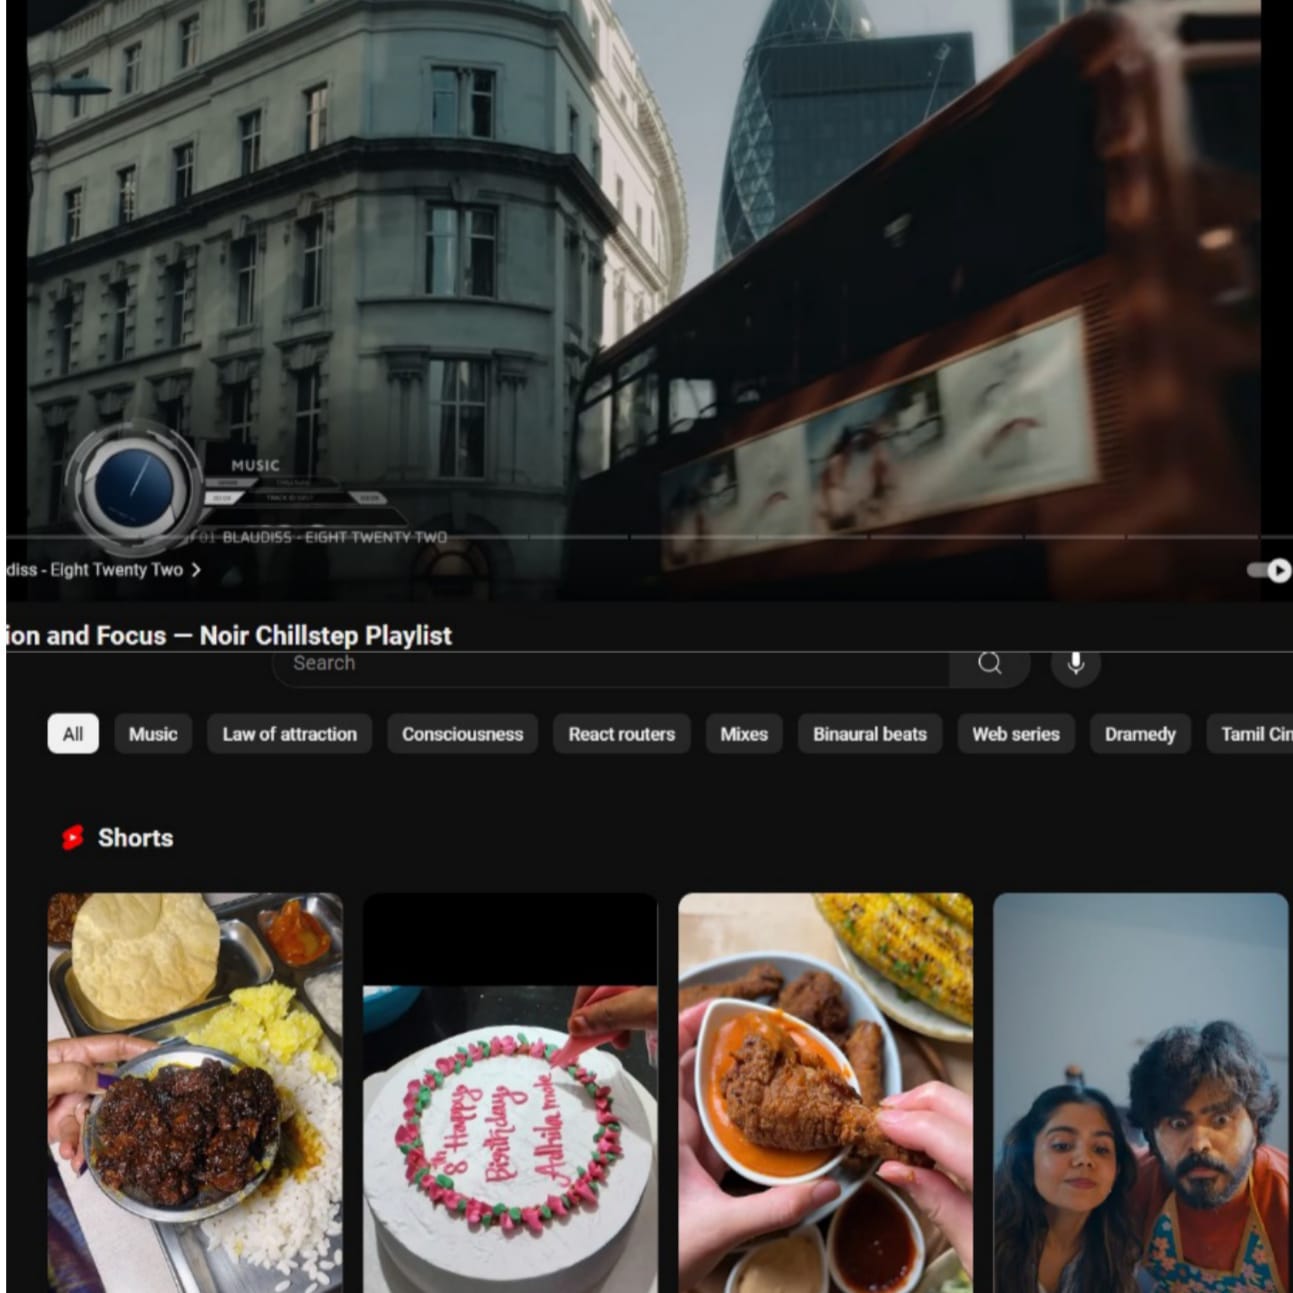 MUSIC
01 BLAUDISS - EIGHT TWENTY TWO
diss - Eight Twenty Two
ion and Focus — Noir Chillstep Playlist
Search
All Music Law of attraction Consciousness React routers Mixes Binaural beats Web series Dramedy Tamil Cin
Shorts
8th Happy
Birthday
Adhila mole